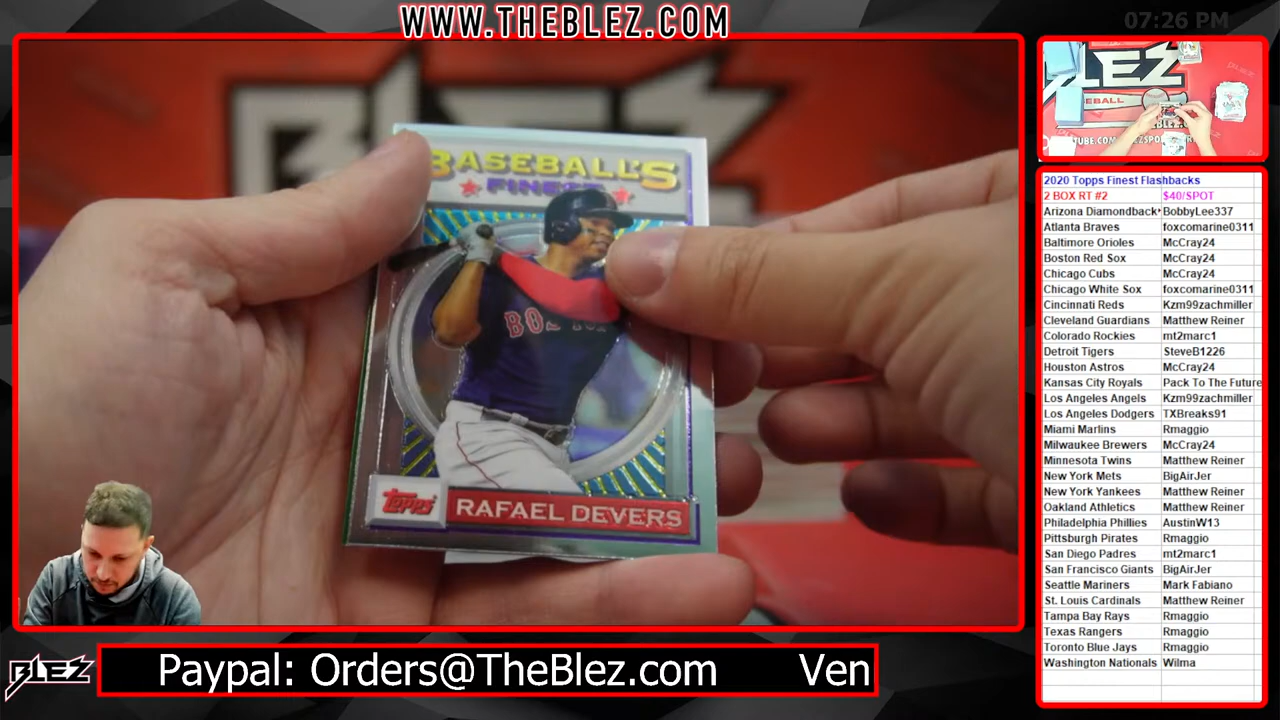 WWW.THEBLEZ.COM
07:26 PM
BASEBALL'S
FINEST
BOSTON
Topps
RAFAEL DEVERS
BLEZ
Paypal: Orders@TheBlez.com Ven
LEZ
EBALL
2020 Topps Finest Flashbacks
2 BOX RT #2 $40/SPOT
Arizona Diamondback BobbyLee337
Atlanta Braves foxcomarine0311
Baltimore Orioles McCray24
Boston Red Sox McCray24
Chicago Cubs McCray24
Chicago White Sox foxcomarine0311
Cincinnati Reds Kzm99zachmiller
Cleveland Guardians Matthew Reiner
Colorado Rockies mt2marc1
Detroit Tigers SteveB1226
Houston Astros McCray24
Kansas City Royals Pack To The Future
Los Angeles Angels Kzm99zachmiller
Los Angeles Dodgers TXBreaks91
Miami Marlins Rmaggio
Milwaukee Brewers McCray24
Minnesota Twins Matthew Reiner
New York Mets BigAirJer
New York Yankees Matthew Reiner
Oakland Athletics Matthew Reiner
Philadelphia Phillies AustinW13
Pittsburgh Pirates Rmaggio
San Diego Padres mt2marc1
San Francisco Giants BigAirJer
Seattle Mariners Mark Fabiano
St. Louis Cardinals Matthew Reiner
Tampa Bay Rays Rmaggio
Texas Rangers Rmaggio
Toronto Blue Jays Rmaggio
Washington Nationals Wilma